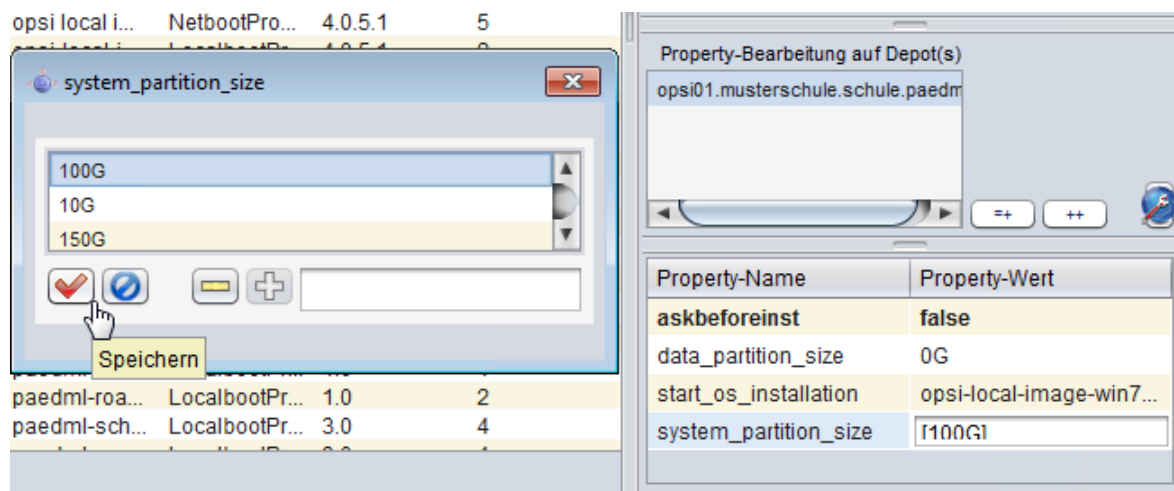 opsi local i... NetbootPro... 4.0.5.1 5
system_partition_size
100G
10G
150G
Speichern
paedml-roa... LocalbootPr... 1.0 2
paedml-sch... LocalbootPr... 3.0 4
Property-Bearbeitung auf Depot(s)
opsi01.musterschule.schule.paedm
=+ ++
Property-Name Property-Wert
askbeforeinst false
data_partition_size 0G
start_os_installation opsi-local-image-win7...
system_partition_size [100G]